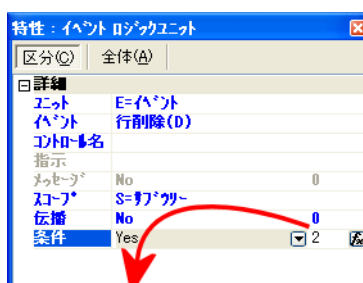 特性 : ｲﾍﾞﾝﾄ ﾛｼﾞｯｸﾕﾆｯﾄ
区分(C) 全体(A)
詳細
ﾕﾆｯﾄ E=ｲﾍﾞﾝﾄ
ｲﾍﾞﾝﾄ 行削除(D)
ｺﾝﾄﾛｰﾙ名
指示
ﾒｯｾｰｼﾞ No 0
ｽｺｰﾌﾟ S=ｻﾌﾞﾂﾘｰ
伝播 No 0
条件 Yes 2